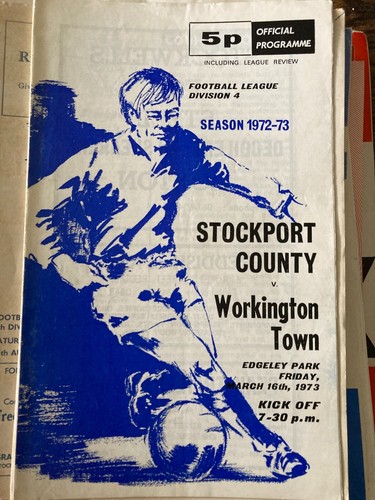 5p OFFICIAL
PROGRAMME
INCLUDING LEAGUE REVIEW
FOOTBALL LEAGUE
DIVISION 4
SEASON 1972-73
STOCKPORT
COUNTY
v.
Workington
Town
EDGELEY PARK
FRIDAY,
MARCH 16th, 1973
KICK OFF
7-30 p.m.